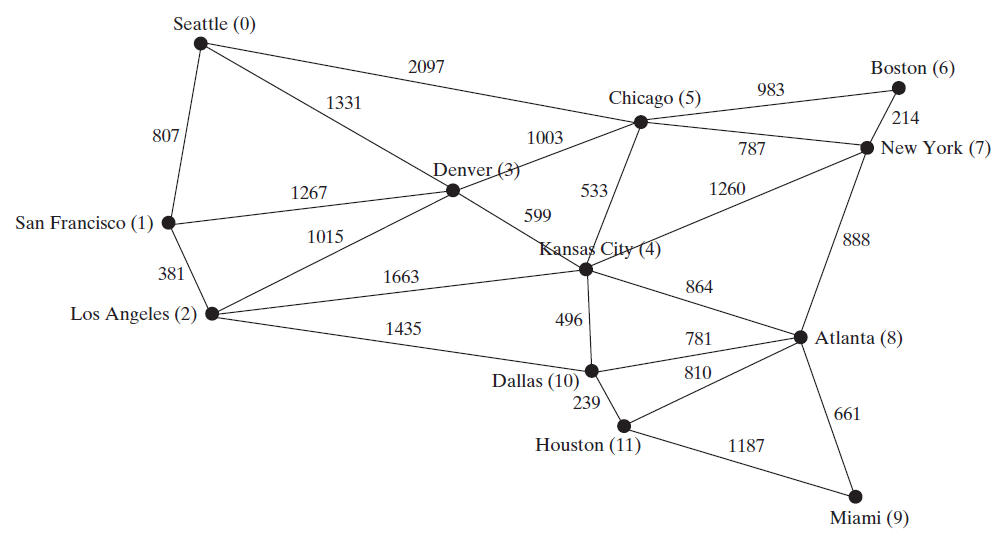 Seattle (0)
2097
Boston (6)
983
Chicago (5)
1331
214
807
1003
787
New York (7)
Denver (3)
1267
533
1260
599
San Francisco (1)
1015
Kansas City (4)
888
381
1663
864
Los Angeles (2)
1435
496
781
Atlanta (8)
810
Dallas (10)
239
661
Houston (11)
1187
Miami (9)